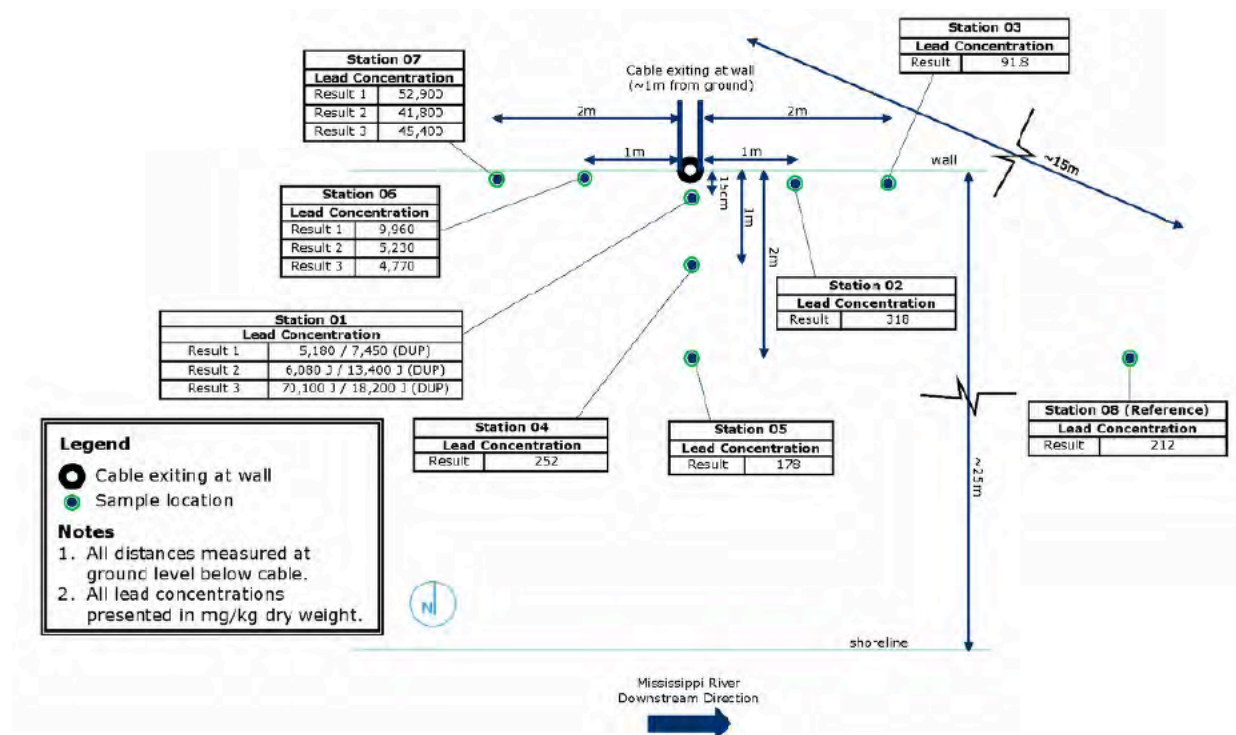 Station 03
Lead Concentration
Result 91.8
Station 07
Lead Concentration
Result 1 52,900
Result 2 41,800
Result 3 45,400
Cable exiting at wall
(~1m from ground)
2m
2m
1m
1m
wall
~15m
15cm
1m
2m
Station 06
Lead Concentration
Result 1 9,960
Result 2 5,230
Result 3 4,770
Station 02
Lead Concentration
Result 318
Station 01
Lead Concentration
Result 1 5,180 / 7,450 (DUP)
Result 2 6,080 J / 13,400 J (DUP)
Result 3 70,100 J / 18,200 J (DUP)
Station 04
Lead Concentration
Result 252
Station 05
Lead Concentration
Result 178
Station 08 (Reference)
Lead Concentration
Result 212
~25m
Legend
Cable exiting at wall
Sample location
Notes
1. All distances measured at
ground level below cable.
2. All lead concentrations
presented in mg/kg dry weight.
N
shoreline
Mississippi River
Downstream Direction